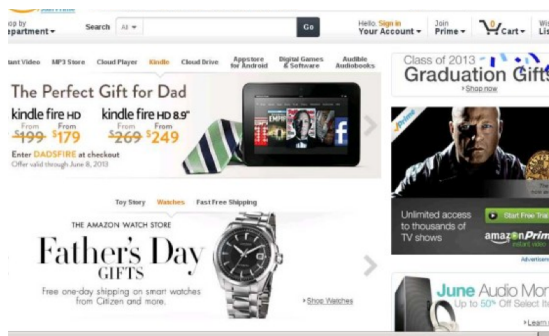 op by
epartment
Search
All
Go
Hello. Sign in
Your Account
Join
Prime
Cart
Wi
Lis
tant Video
MP3 Store
Cloud Player
Kindle
Cloud Drive
Appstore
for Android
Digital Games
& Software
Audible
Audiobooks
The Perfect Gift for Dad
kindle fire HD
kindle fire HD 8.9"
From
From
$199
$179
From
From
$269
$249
Enter DADSFIRE at checkout
Offer valid through June 8, 2013
Class of 2013
Graduation Gifts
Shop now
Prime
Unlimited access
to thousands of
TV shows
Start Free Tria
amazonPrim
instant video
Advertisem
Toy Story
Watches
Fast Free Shipping
THE AMAZON WATCH STORE
Father's Day
GIFTS
Free one-day shipping on smart watches
from Citizen and more.
Shop Watches
June Audio Mon
Up to 50% Off Select It
Learn